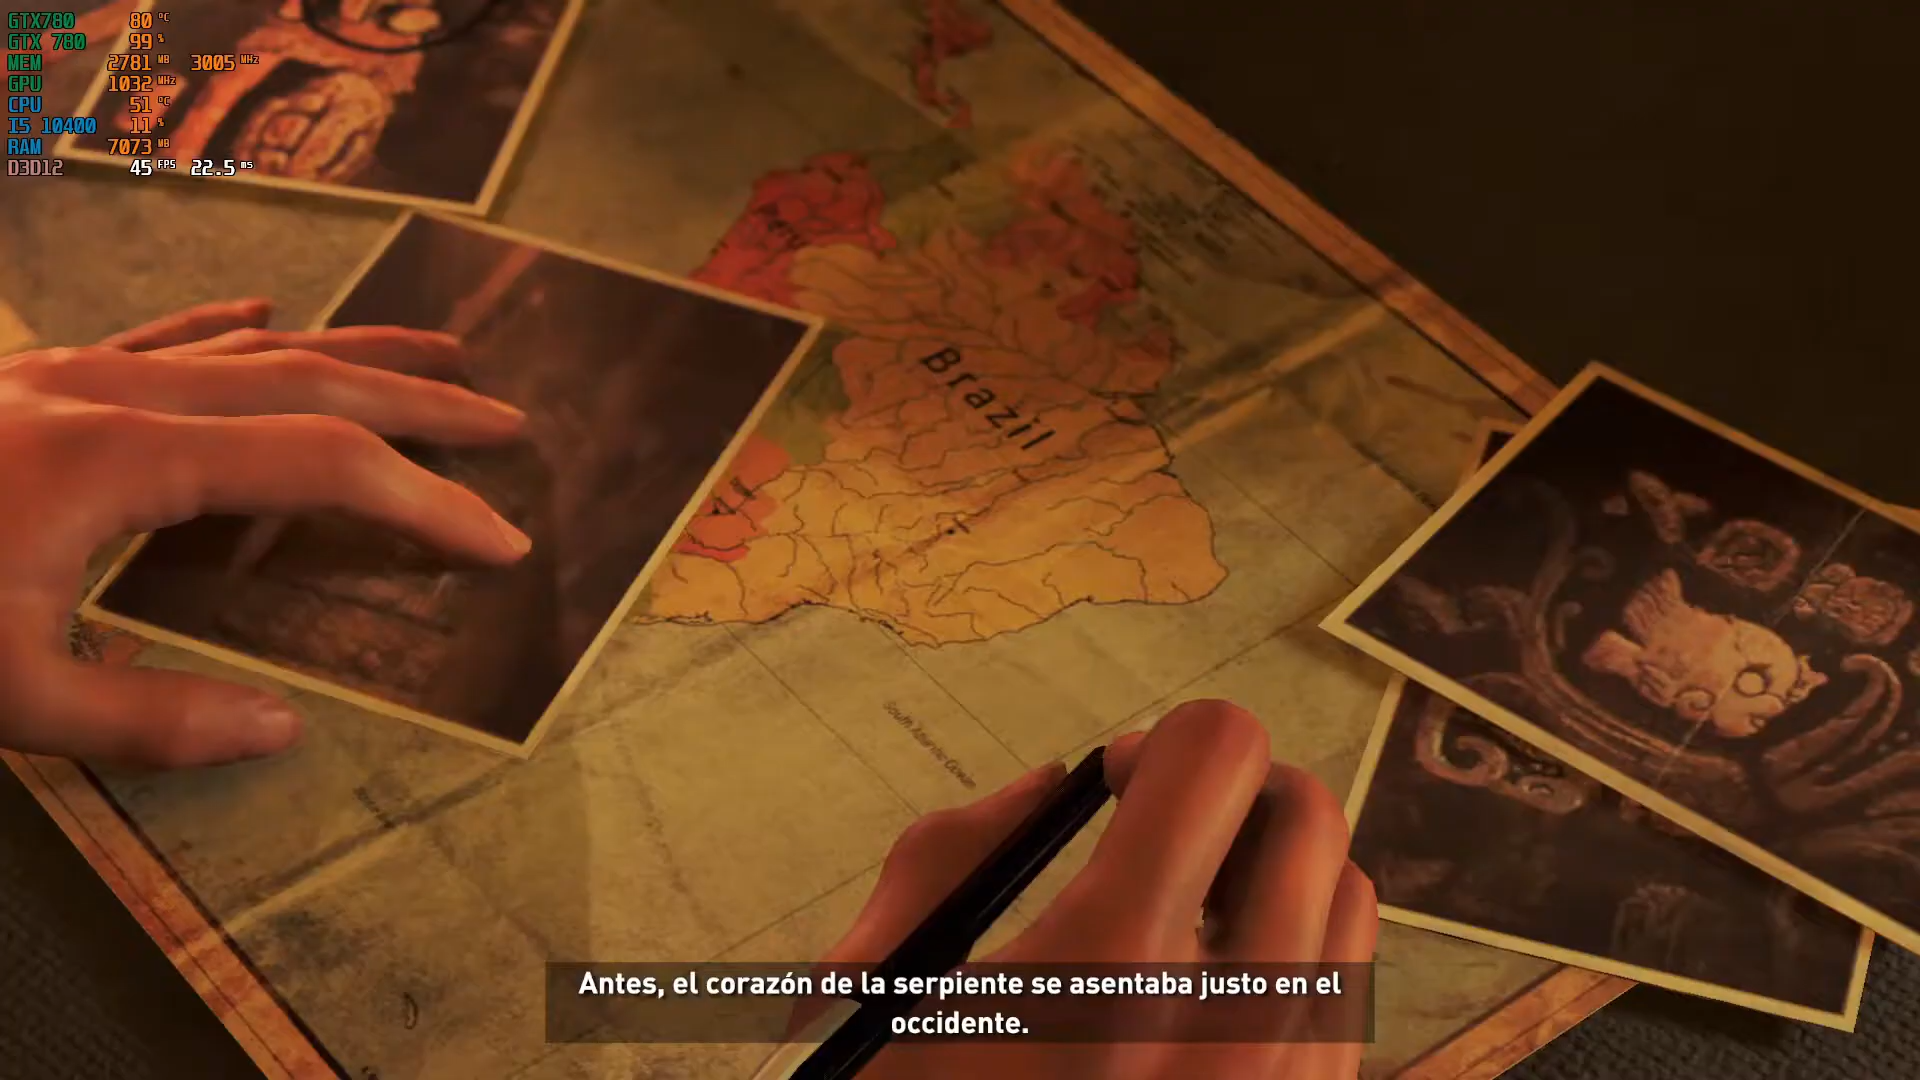 GTX780 80 °C
GTX 780 99 %
MEM 2781 MB 3005 MHz
GPU 1032 MHz
CPU 51 °C
I5 10400 11 %
RAM 7073 MB
D3D12 45 FPS 22.5 ms
Brazil
South Atlantic Ocean
Antes, el corazón de la serpiente se asentaba justo en el
occidente.